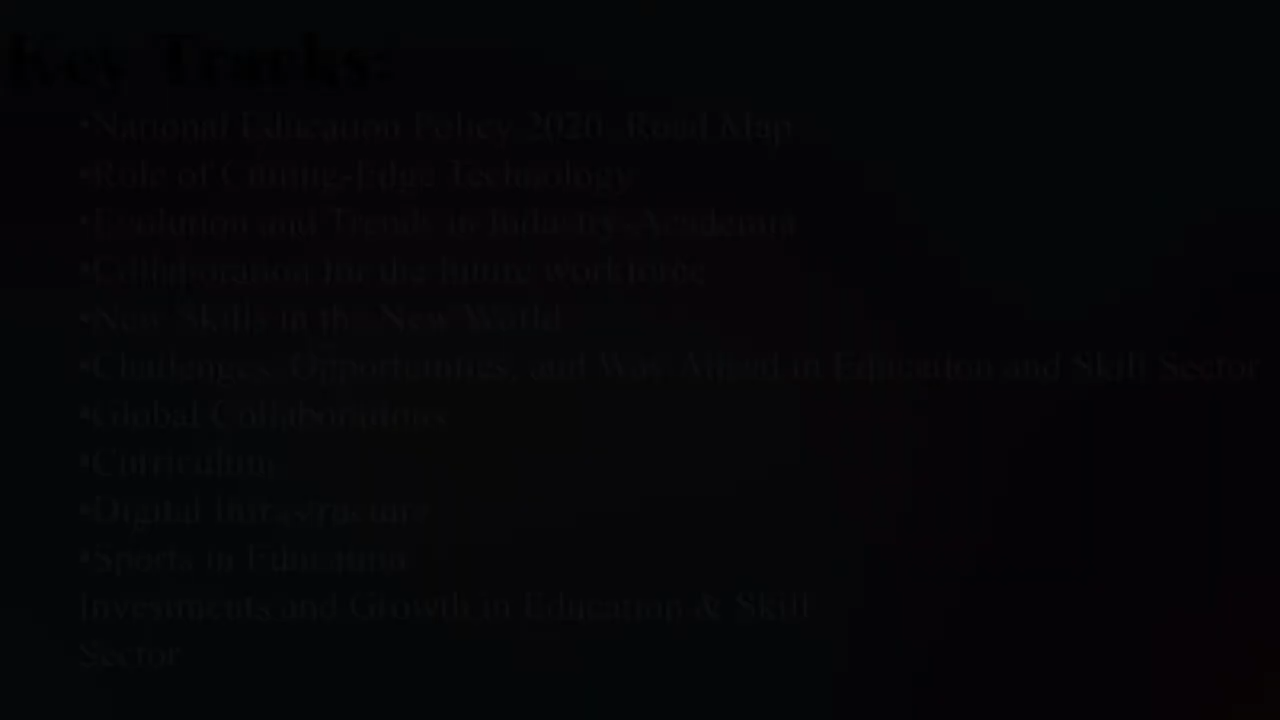 Key Tracks:
•National Education Policy 2020: Road Map
•Role of Cutting-Edge Technology
•Evolution and Trends in Industry-Academia
•Collaboration for the future workforce
•New Skills in the New World
•Challenges, Opportunities, and Way Ahead in Education and Skill Sector
•Global Collaborations
•Curriculum
•Digital Infrastructure
•Sports in Education
Investments and Growth in Education & Skill
Sector